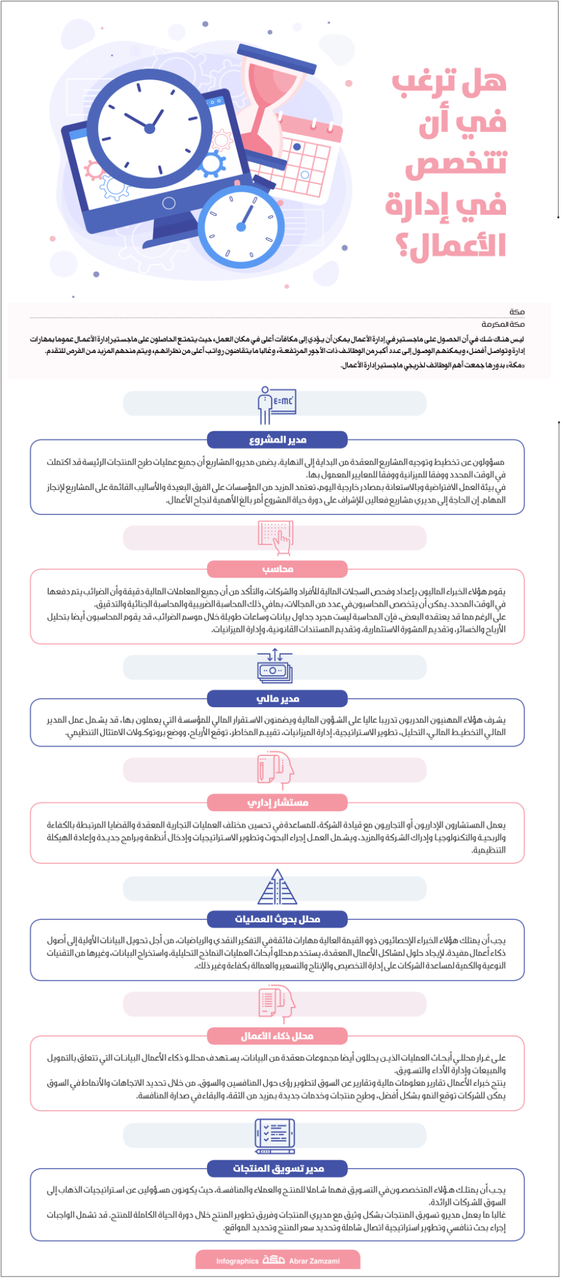 هل ترغب
في أن
تتخصص
في إدارة
الأعمال؟
مكة
مكة المكرمة
ليس هناك شك في أن الحصول على ماجستير في إدارة الأعمال يمكن أن يؤدي إلى مكافآت أعلى في مكان العمل، حيث يتمتع الحاصلون على ماجستير إدارة الأعمال عموما بمهارات
إدارة وتواصل أفضل، ويمكنهم الوصول إلى عدد أكبر من الوظائف ذات الأجور المرتفعة، وغالبا ما يتقاضون رواتب أعلى من نظرائهم، ويتم منحهم المزيد من الفرص للتقدم.
«مكة» بدورها جمعت أهم الوظائف لخريجي ماجستير إدارة الأعمال.
E=MC²
مدير المشروع
مسؤولون عن تخطيط وتوجيه المشاريع المعقدة من البداية إلى النهاية، يضمن مديرو المشاريع أن جميع عمليات طرح المنتجات الرئيسة قد اكتملت
في الوقت المحدد ووفقا للميزانية ووفقا للمعايير المعمول بها.
في بيئة العمل الافتراضية وبالاستعانة بمصادر خارجية اليوم، تعتمد المزيد من المؤسسات على الفرق البعيدة والأساليب القائمة على المشاريع لإنجاز
المهام. إن الحاجة إلى مديري مشاريع فعالين للإشراف على دورة حياة المشروع أمر بالغ الأهمية لنجاح الأعمال.
محاسب
يقوم هؤلاء الخبراء الماليون بإعداد وفحص السجلات المالية للأفراد والشركات، والتأكد من أن جميع المعاملات المالية دقيقة وأن الضرائب يتم دفعها
في الوقت المحدد. يمكن أن يتخصص المحاسبون في عدد من المجالات، بما في ذلك المحاسبة الضريبية والمحاسبة الجنائية والتدقيق.
على الرغم مما قد يعتقده البعض، فإن المحاسبة ليست مجرد جداول بيانات وساعات طويلة خلال موسم الضرائب، قد يقوم المحاسبون أيضا بتحليل
الأرباح والخسائر، وتقديم المشورة الاستثمارية، وتقديم المستندات القانونية، وإدارة الميزانيات.
مدير مالي
يشرف هؤلاء المهنيون المدربون تدريبا عاليا على الشؤون المالية ويضمنون الاستقرار المالي للمؤسسة التي يعملون بها، قد يشمل عمل المدير
المالي التخطيط المالي، التحليل، تطوير الاستراتيجية، إدارة الميزانيات، تقييم المخاطر، توقع الأرباح، ووضع بروتوكولات الامتثال التنظيمي.
مستشار إداري
يعمل المستشارون الإداريون أو التجاريون مع قيادة الشركة، للمساعدة في تحسين مختلف العمليات التجارية المعقدة والقضايا المرتبطة بالكفاءة
والربحية والتكنولوجيا وإدراك الشركة والمزيد، ويشمل العمل إجراء البحوث وتطوير الاستراتيجيات وإدخال أنظمة وبرامج جديدة وإعادة الهيكلة
التنظيمية.
محلل بحوث العمليات
يجب أن يمتلك هؤلاء الخبراء الإحصائيون ذوو القيمة العالية مهارات فائقة في التفكير النقدي والرياضيات، من أجل تحويل البيانات الأولية إلى أصول
ذكاء أعمال مفيدة، لإيجاد حلول لمشاكل الأعمال المعقدة، يستخدم محللو أبحاث العمليات النماذج التحليلية، واستخراج البيانات، وغيرها من التقنيات
النوعية والكمية لمساعدة الشركات على إدارة التخصيص والإنتاج والتسعير والعمالة بكفاءة وغير ذلك.
محلل ذكاء الأعمال
على غرار محللي أبحاث العمليات الذين يحللون أيضا مجموعات معقدة من البيانات، يستهدف محللو ذكاء الأعمال البيانات التي تتعلق بالتمويل
والمبيعات وإدارة الأداء والتسويق.
ينتج خبراء الأعمال تقارير معلومات مالية وتقارير عن السوق لتطوير رؤى حول المنافسين والسوق. من خلال تحديد الاتجاهات والأنماط في السوق
يمكن للشركات توقع النمو بشكل أفضل، وطرح منتجات وخدمات جديدة بمزيد من الثقة، والبقاء في صدارة المنافسة.
مدير تسويق المنتجات
يجب أن يمتلك هؤلاء المتخصصون في التسويق فهما شاملا للمنتج والعملاء والمنافسة، حيث يكونون مسؤولين عن استراتيجيات الذهاب إلى
السوق للشركات الرائدة.
غالبا ما يعمل مديرو تسويق المنتجات بشكل وثيق مع مديري المنتجات وفريق تطوير المنتج خلال دورة الحياة الكاملة للمنتج. قد تشمل الواجبات
إجراء بحث تنافسي وتطوير استراتيجية اتصال شاملة وتحديد سعر المنتج وتحديد المواقع.
Infographics مكة Abrar Zamzami